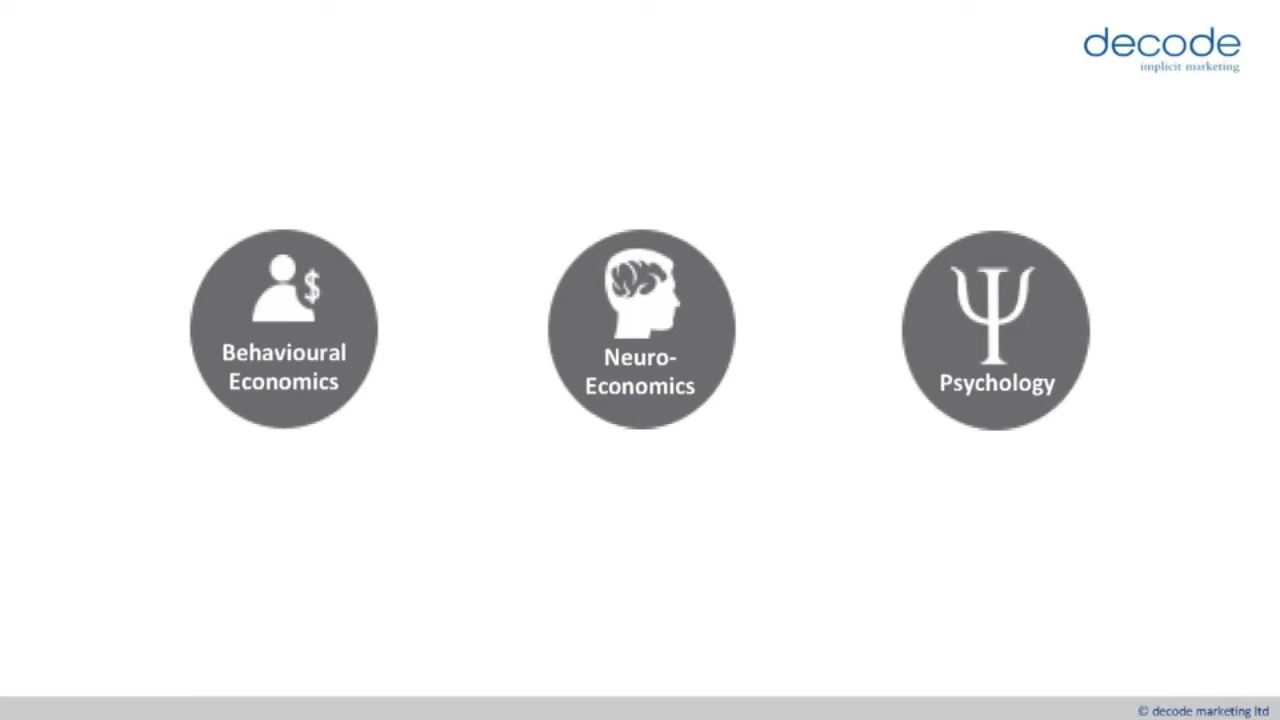 decode
implicit marketing
$
Behavioural
Economics
Neuro-
Economics
Ψ
Psychology
© decode marketing ltd